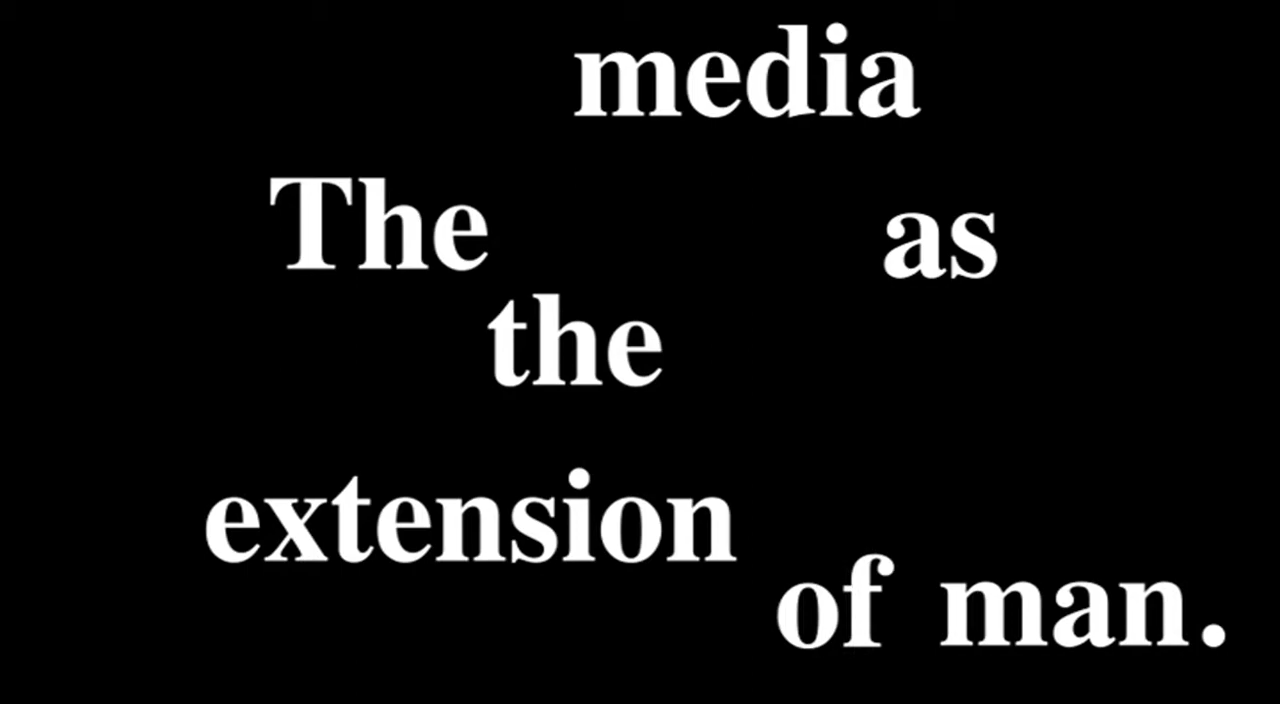 The media as
the
extension
of man.